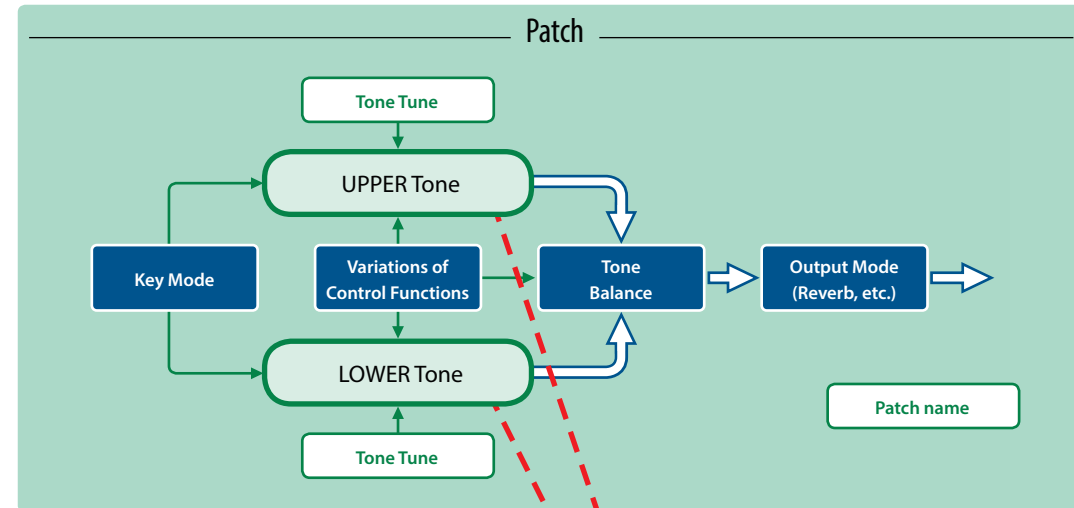 Patch
Tone Tune
UPPER Tone
Key Mode
Variations of
Control Functions
Tone
Balance
Output Mode
(Reverb, etc.)
LOWER Tone
Patch name
Tone Tune